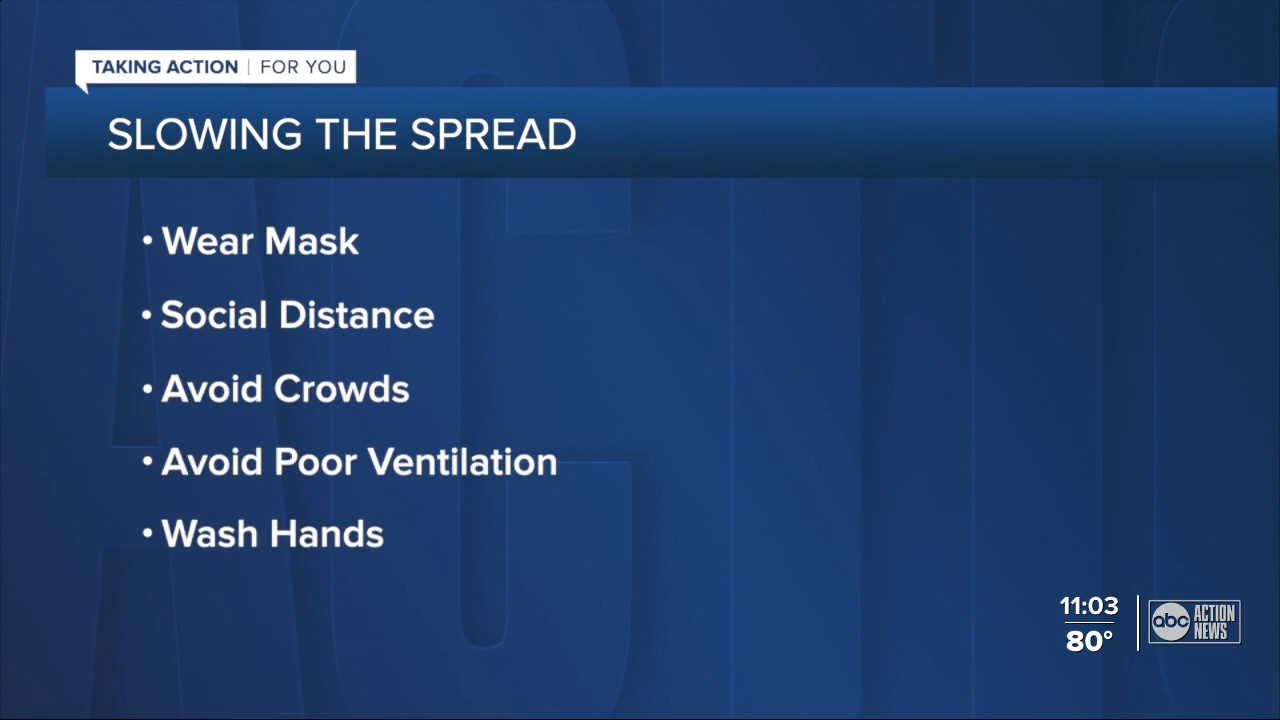 TAKING ACTION | FOR YOU
SLOWING THE SPREAD
• Wear Mask
• Social Distance
• Avoid Crowds
• Avoid Poor Ventilation
• Wash Hands
11:03
80°
abc ACTION NEWS